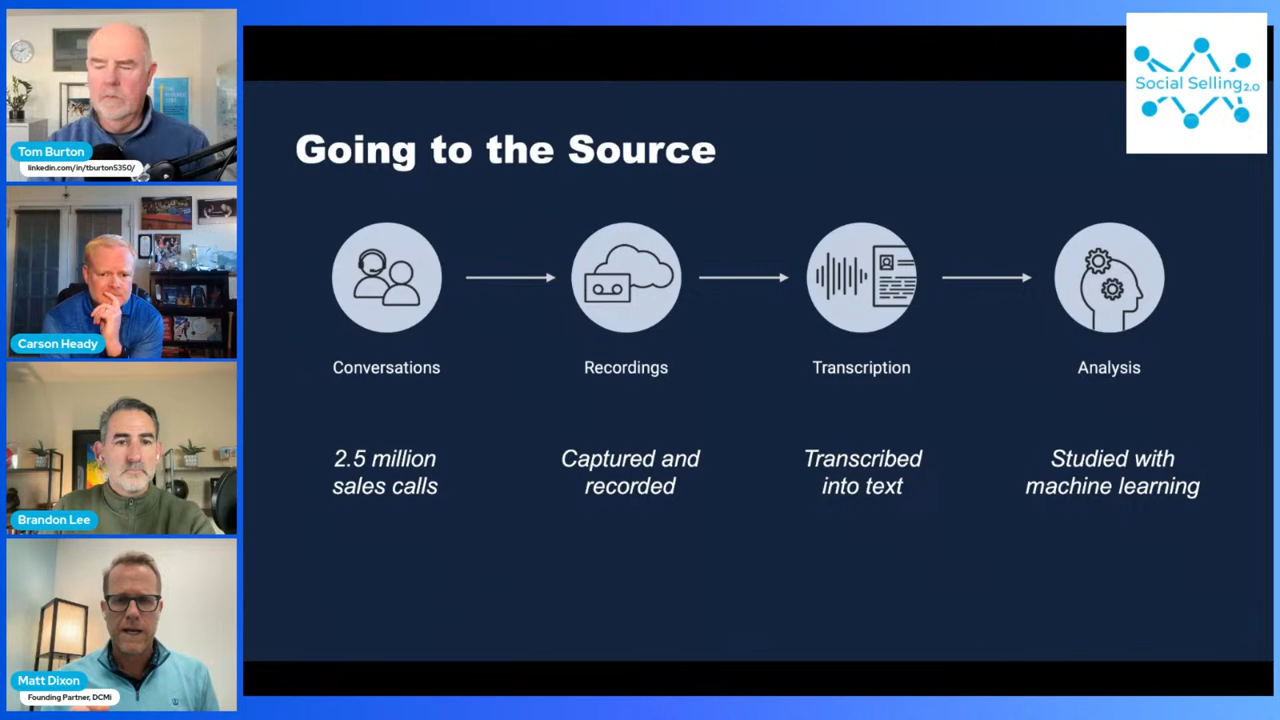 Tom Burton
linkedin.com/in/tburton5350/
Carson Heady
Brandon Lee
Matt Dixon
Founding Partner, DCMi
Social Selling 2.0
Going to the Source
Conversations
Recordings
Transcription
Analysis
2.5 million
sales calls
Captured and
recorded
Transcribed
into text
Studied with
machine learning